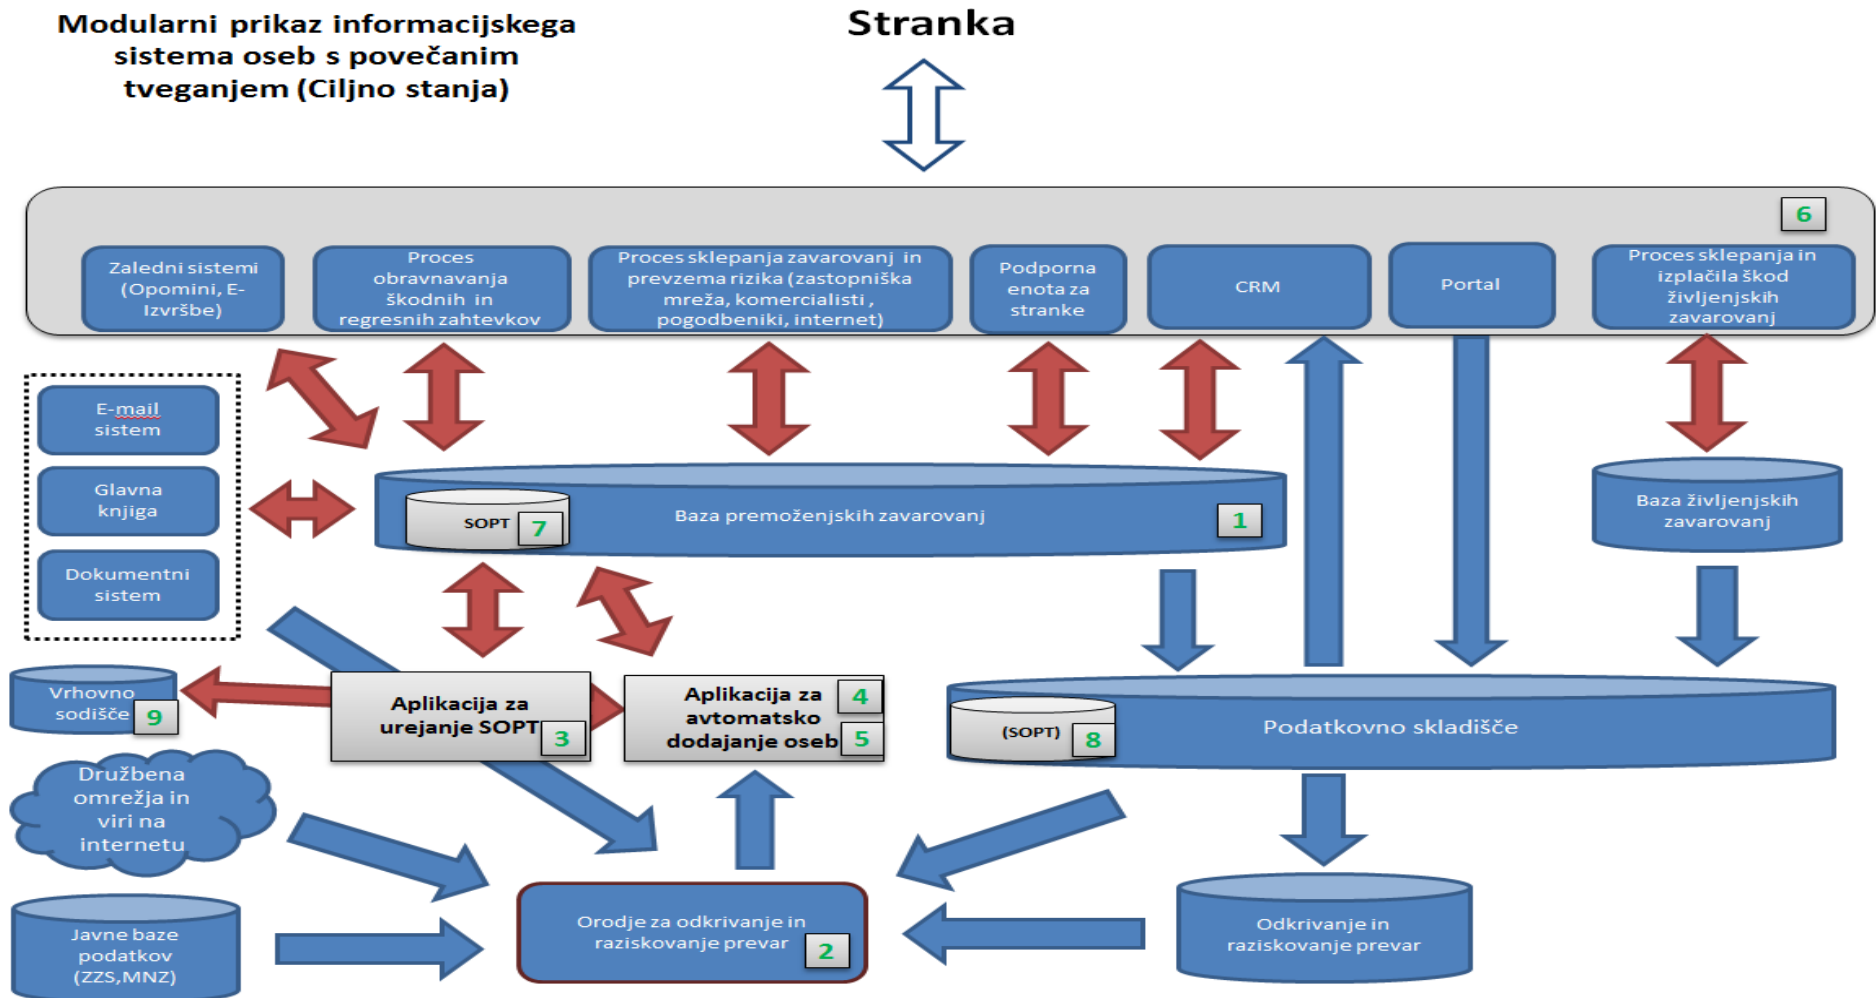 Modularni prikaz informacijskega
sistema oseb s povečanim
tveganjem (Ciljno stanja)
Stranka
6
Zaledni sistemi
(Opomini, E-
Izvršbe)
Proces
obravnavanja
škodnih in
regresnih zahtevkov
Proces sklepanja zavarovanj in
prevzema rizika (zastopniška
mreža, komercialisti ,
pogodbeniki, internet)
Podporna
enota za
stranke
CRM
Portal
Proces sklepanja in
izplačila škod
življenjskih
zavarovanj
E-mail
sistem
Glavna
knjiga
Dokumentni
sistem
SOPT
7
Baza premoženjskih zavarovanj
1
Baza življenjskih
zavarovanj
Vrhovno
sodišče
9
Aplikacija za
urejanje SOPT
3
Aplikacija za
avtomatsko
dodajanje oseb
4
5
(SOPT)
8
Podatkovno skladišče
Družbena
omrežja in
viri na
internetu
Javne baze
podatkov
(ZZS,MNZ)
Orodje za odkrivanje in
raziskovanje prevar
2
Odkrivanje in
raziskovanje prevar